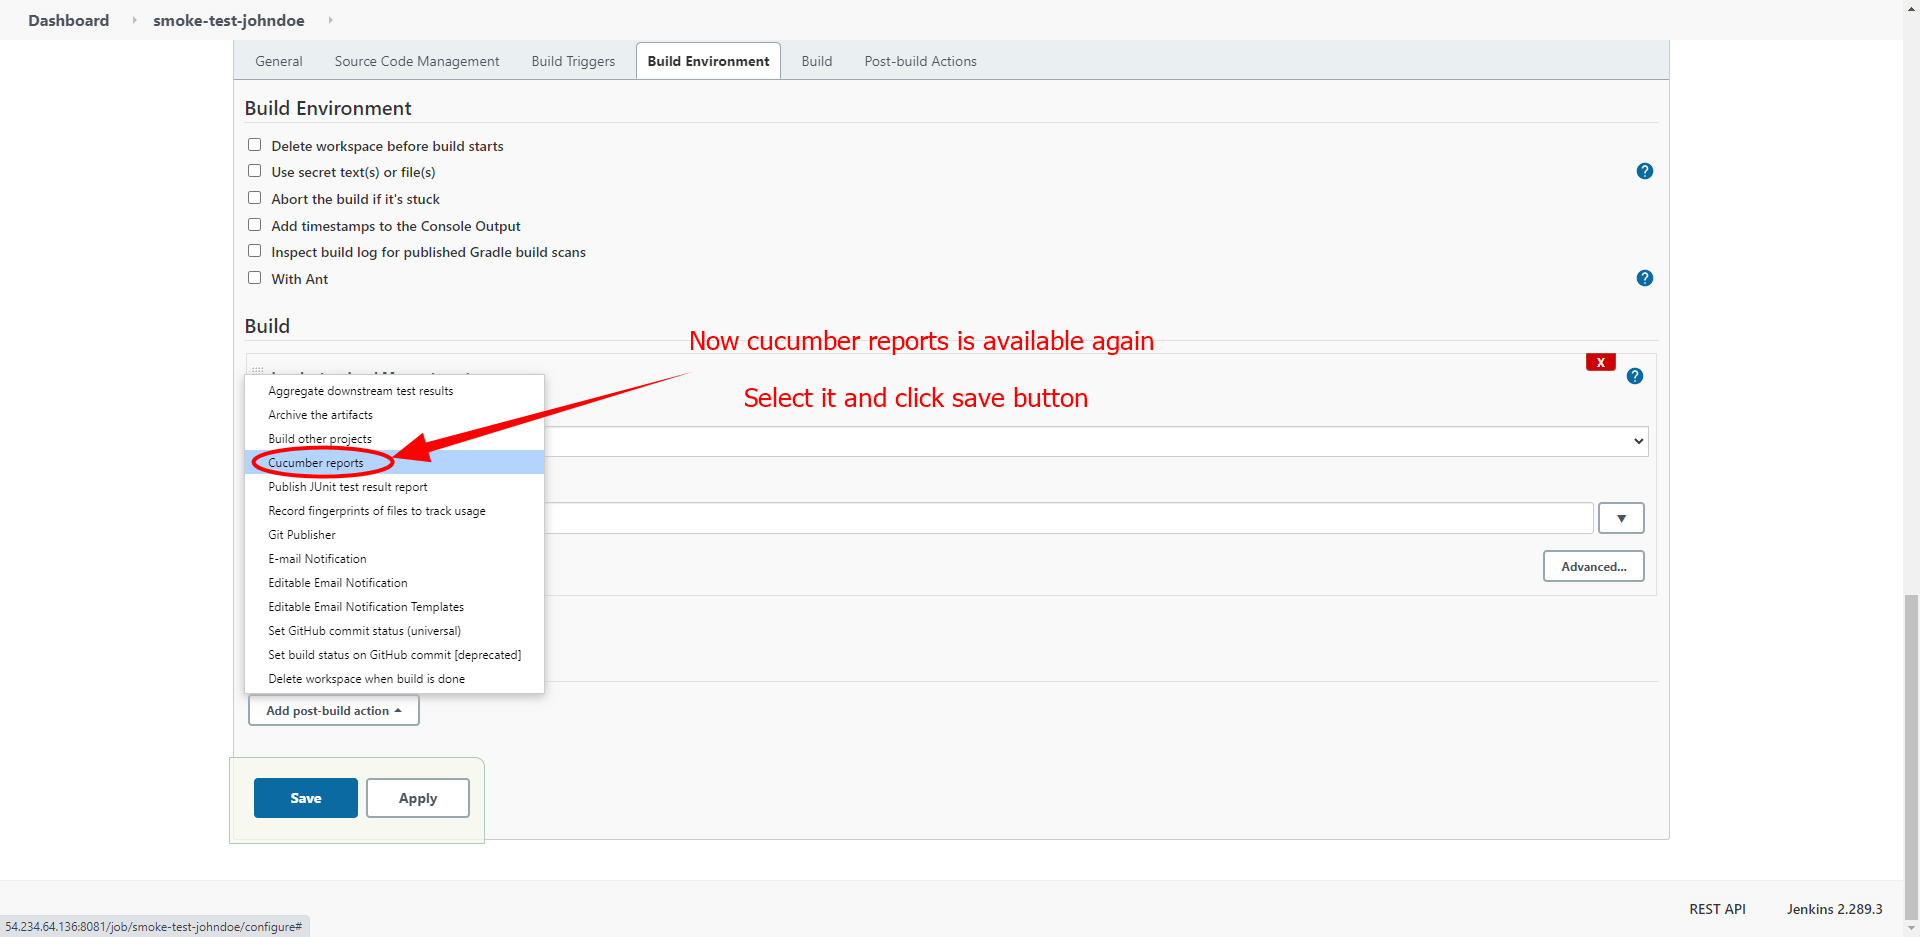 Dashboard
smoke-test-johndoe
General
Source Code Management
Build Triggers
Build Environment
Build
Post-build Actions
Build Environment
Delete workspace before build starts
Use secret text(s) or file(s)
?
Abort the build if it's stuck
Add timestamps to the Console Output
Inspect build log for published Gradle build scans
With Ant
?
Build
Now cucumber reports is available again
X
?
Select it and click save button
Aggregate downstream test results
Archive the artifacts
Build other projects
Cucumber reports
Publish JUnit test result report
Record fingerprints of files to track usage
Git Publisher
E-mail Notification
Editable Email Notification
Editable Email Notification Templates
Set GitHub commit status (universal)
Set build status on GitHub commit [deprecated]
Delete workspace when build is done
Advanced...
Add post-build action
Save
Apply
REST API
Jenkins 2.289.3
54.234.64.136:8081/job/smoke-test-johndoe/configure#